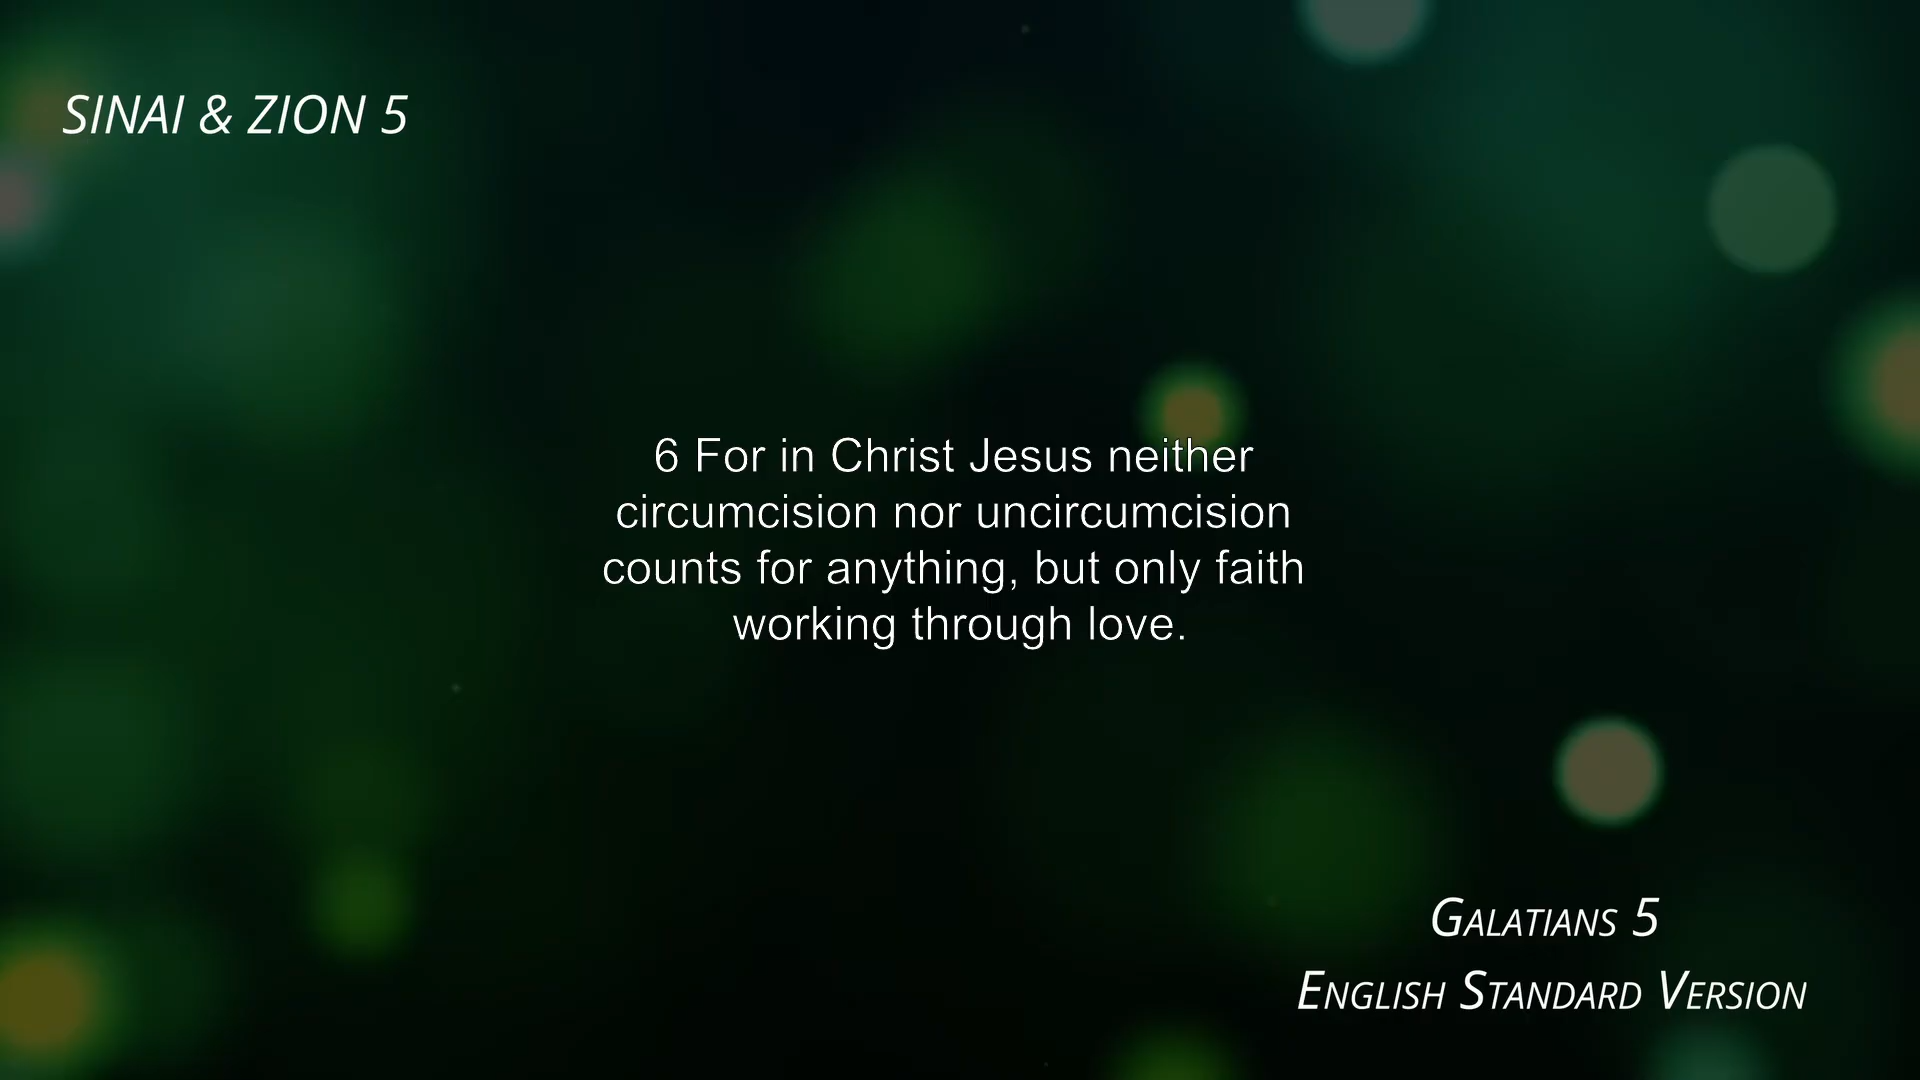 SINAI & ZION 5
6 For in Christ Jesus neither
circumcision nor uncircumcision
counts for anything, but only faith
working through love.
Galatians 5
English Standard Version